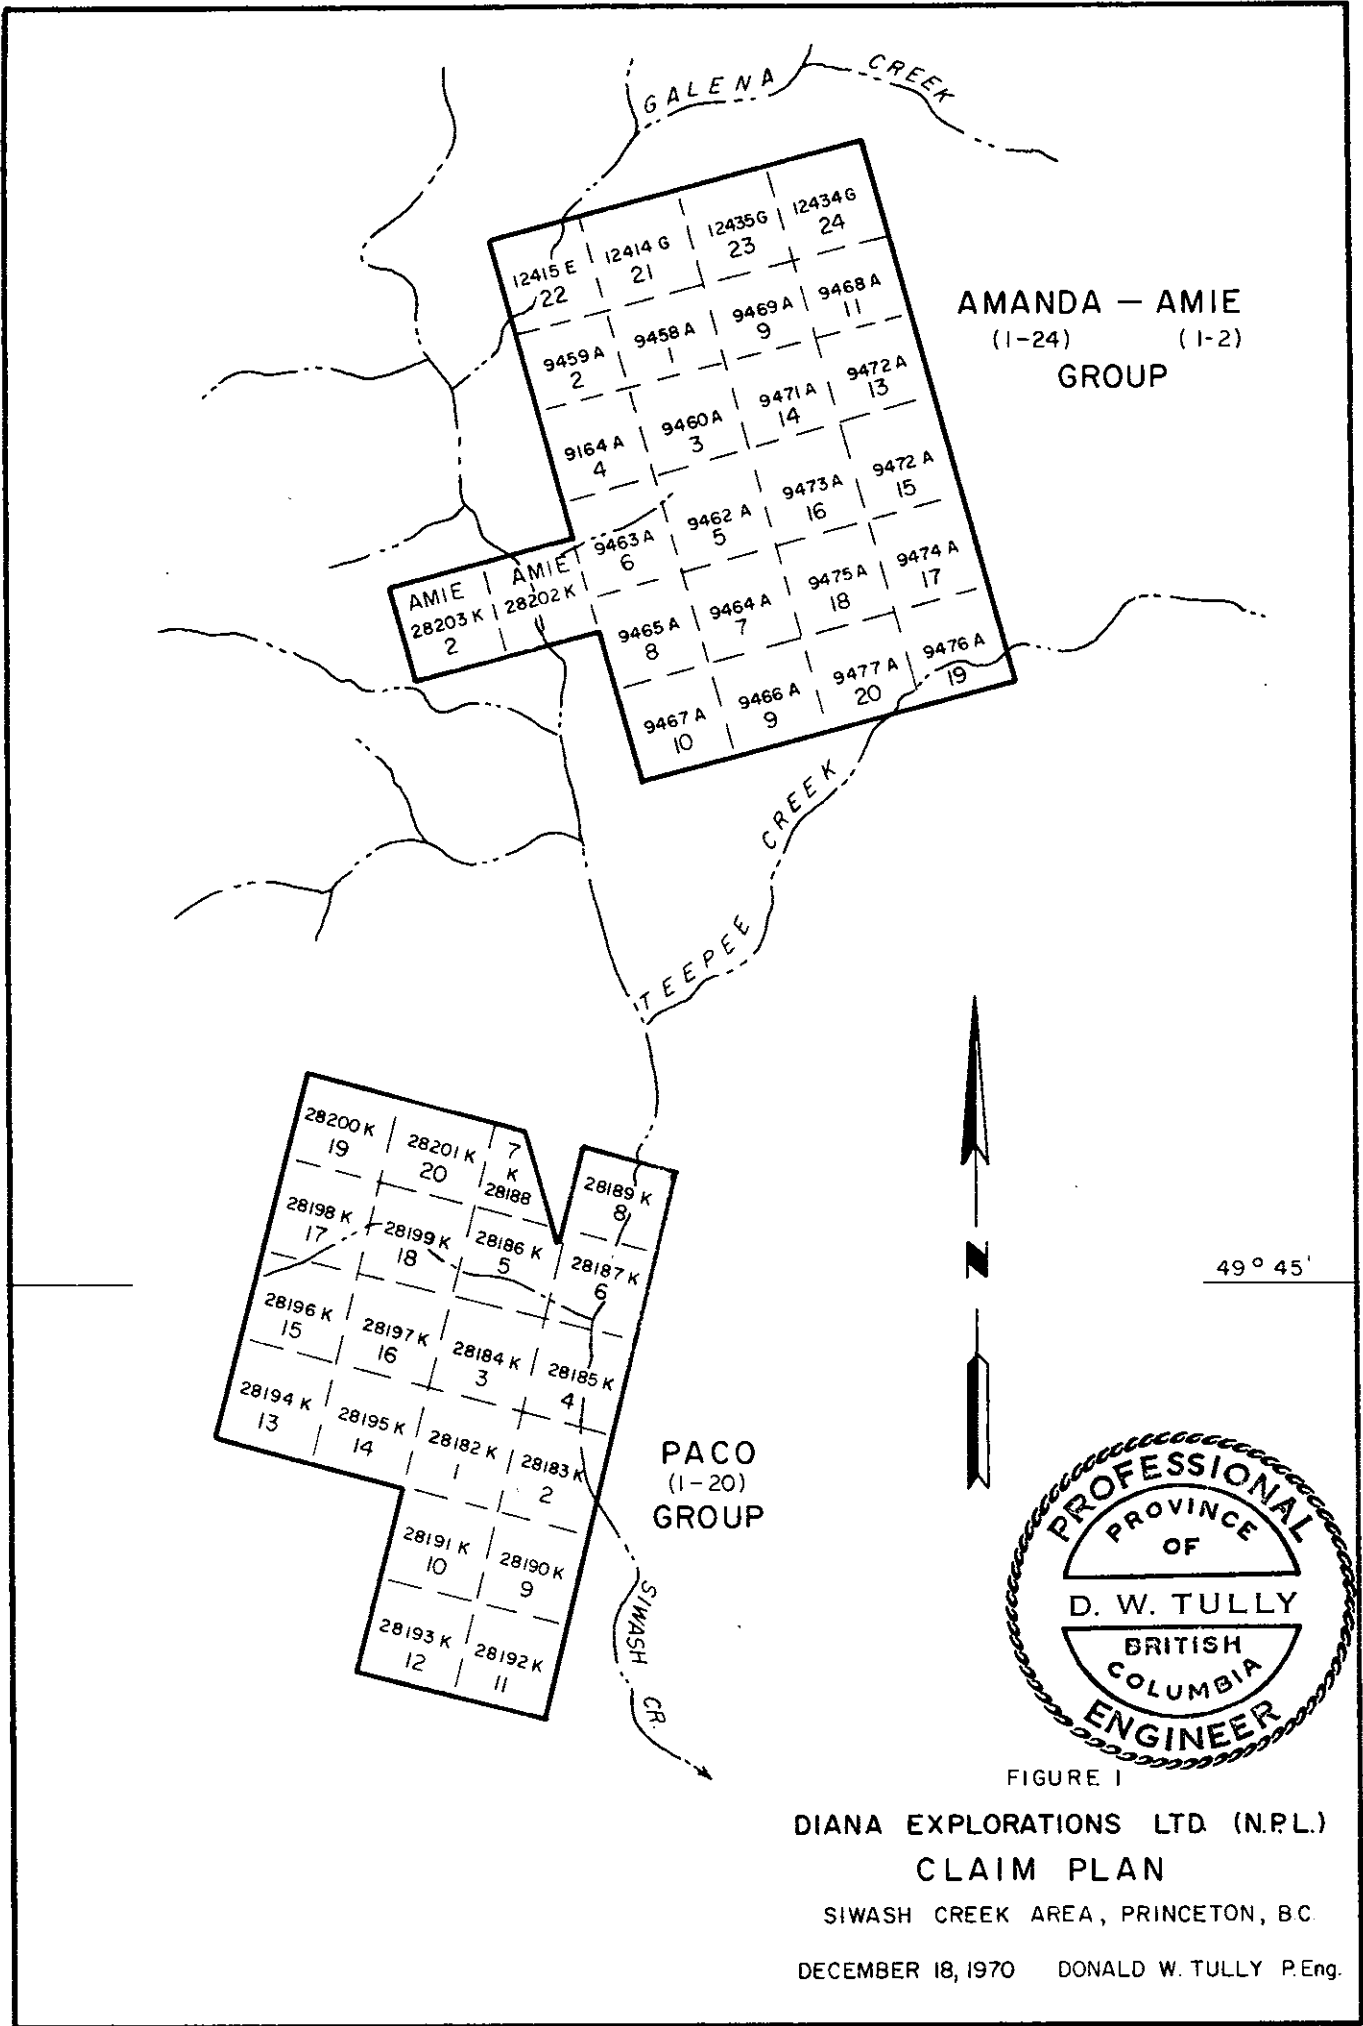 GALENA CREEK
12415 E
22
12414 G
21
12435G
23
12434G
24
9459 A
2
9458 A
1
9469 A
9
9468 A
11
9164 A
4
9460 A
3
9471 A
14
9472 A
13
9463 A
6
9462 A
5
9473 A
16
9472 A
15
AMIE
28203 K
2
AMIE
28202 K
1
9465 A
8
9464 A
7
9475 A
18
9474 A
17
9467 A
10
9466 A
9
9477 A
20
9476 A
19
AMANDA — AMIE
(1-24) (1-2)
GROUP
TEEPEE CREEK
28200 K
19
28201 K
20
7
K
28188
28189 K
8
28198 K
17
28199 K
18
28186 K
5
28187 K
6
28196 K
15
28197 K
16
28184 K
3
28185 K
4
28194 K
13
28195 K
14
28182 K
1
28183 K
2
28191 K
10
28190 K
9
28193 K
12
28192 K
11
PACO
(1-20)
GROUP
SIWASH CR.
N
49° 45'
PROFESSIONAL
PROVINCE
OF
D. W. TULLY
BRITISH
COLUMBIA
ENGINEER
FIGURE 1
DIANA EXPLORATIONS LTD. (N.P.L.)
CLAIM PLAN
SIWASH CREEK AREA, PRINCETON, B.C.
DECEMBER 18, 1970 DONALD W. TULLY P.Eng.